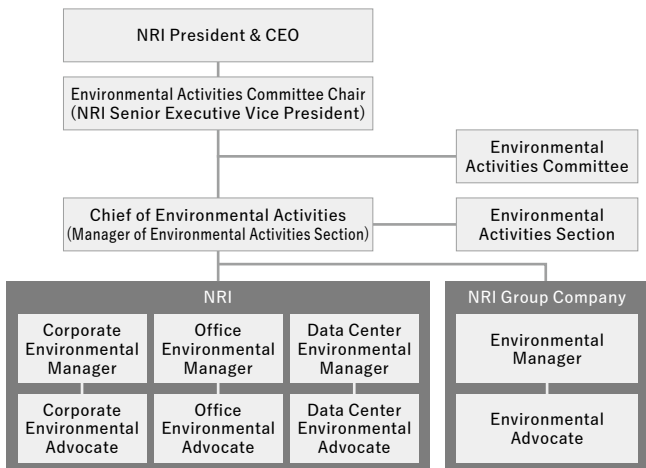 NRI President & CEO
Environmental Activities Committee Chair
(NRI Senior Executive Vice President)
Environmental
Activities Committee
Chief of Environmental Activities
(Manager of Environmental Activities Section)
Environmental
Activities Section
NRI
Corporate
Environmental
Manager
Office
Environmental
Manager
Data Center
Environmental
Manager
Corporate
Environmental
Advocate
Office
Environmental
Advocate
Data Center
Environmental
Advocate
NRI Group Company
Environmental
Manager
Environmental
Advocate